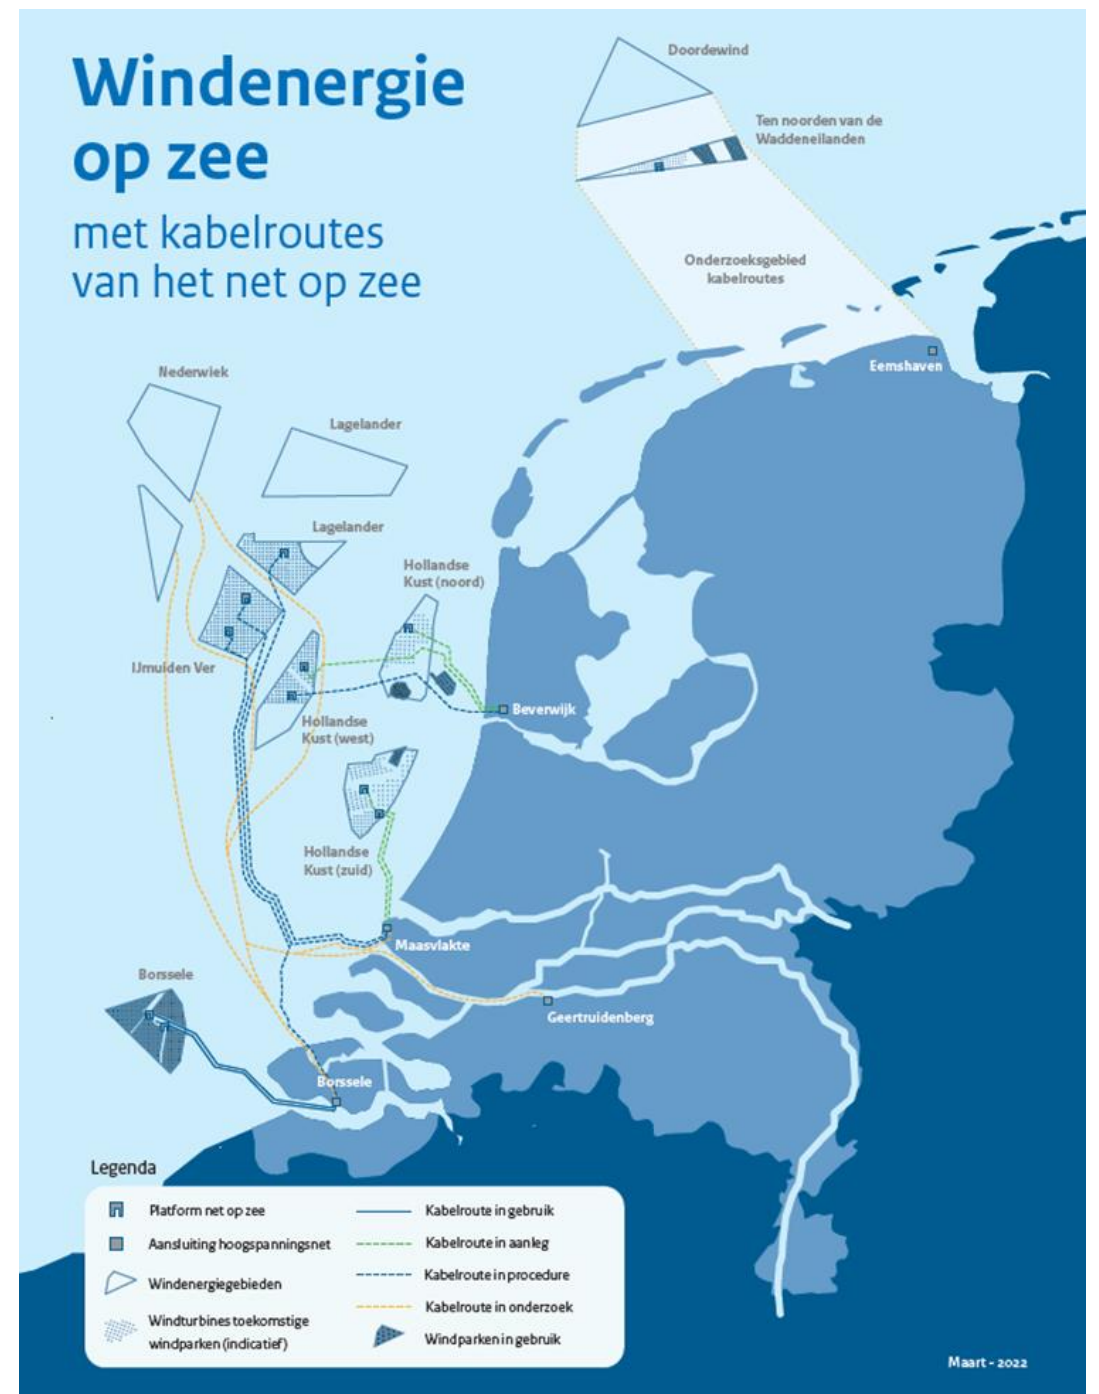 Windenergie
op zee
met kabelroutes
van het net op zee
Doordewind
Ten noorden van de
Waddeneilanden
Onderzoeksgebied
kabelroutes
Eemshaven
Nederwiek
Lagelander
Lagelander
Hollandse
Kust (noord)
IJmuiden Ver
Beverwijk
Hollandse
Kust (west)
Hollandse
Kust (zuid)
Maasvlakte
Borssele
Geertruidenberg
Borssele
Legenda
Platform net op zee
Aansluiting hoogspanningsnet
Windenergiegebieden
Windturbines toekomstige
windparken (indicatief)
Kabelroute in gebruik
Kabelroute in aanleg
Kabelroute in procedure
Kabelroute in onderzoek
Windparken in gebruik
Maart - 2022